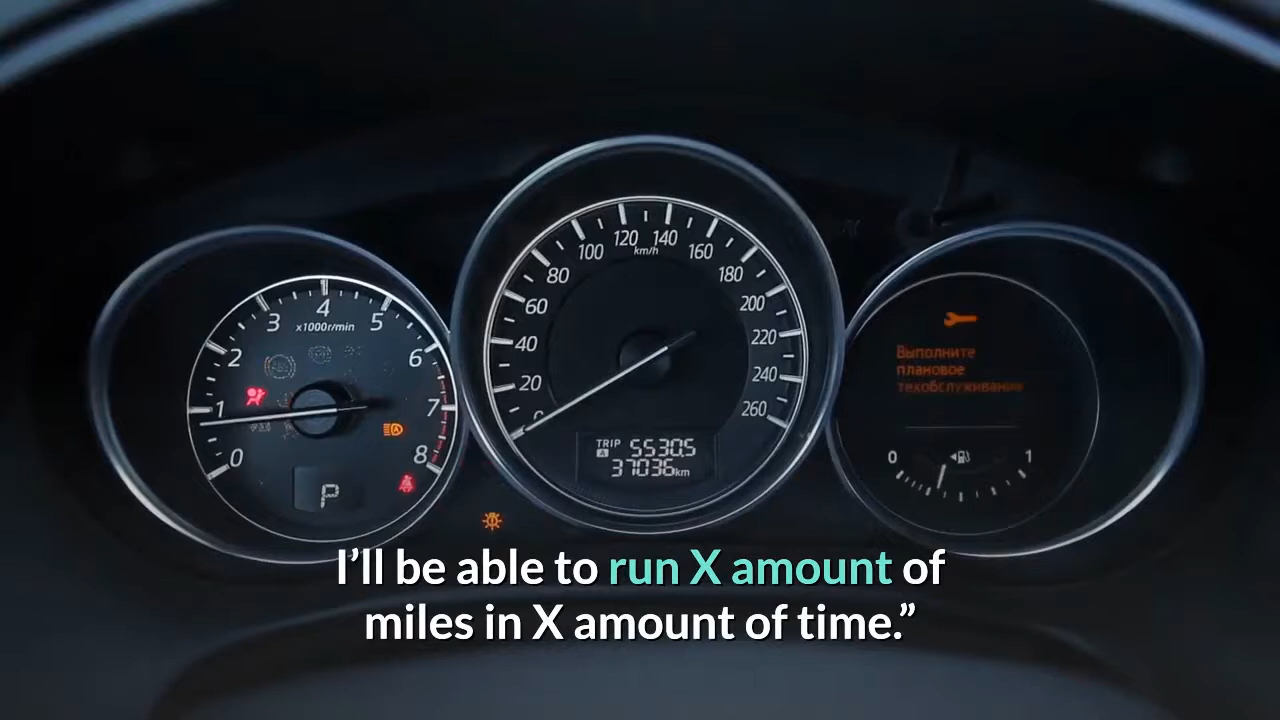 0
1
2
3
4
5
6
7
8
x1000r/min
P
0
20
40
60
80
100
120
140
160
180
200
220
240
260
km/h
TRIP A 5530.5
37036km
Выполните
плановое
техобслуживание
0 1
I’ll be able to run X amount of
miles in X amount of time.”